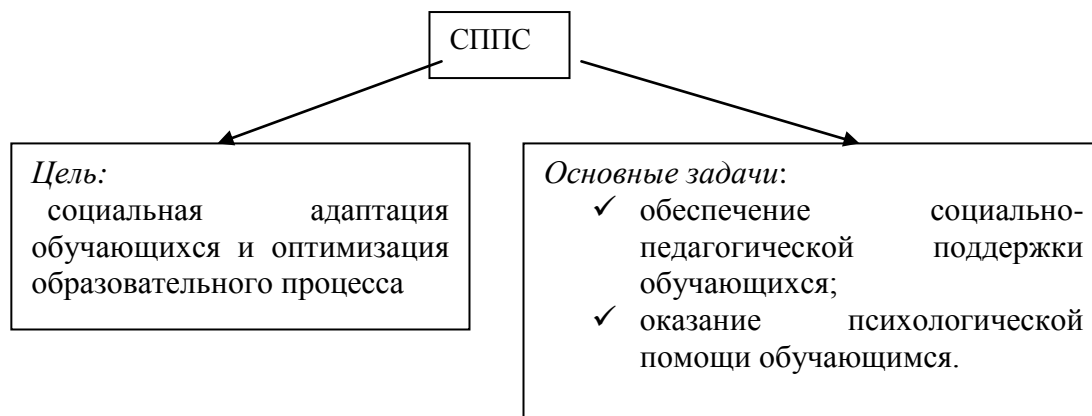 СППС
Цель:
социальная адаптация
обучающихся и оптимизация
образовательного процесса
Основные задачи:
✓ обеспечение социально-
педагогической поддержки
обучающихся;
✓ оказание психологической
помощи обучающимся.